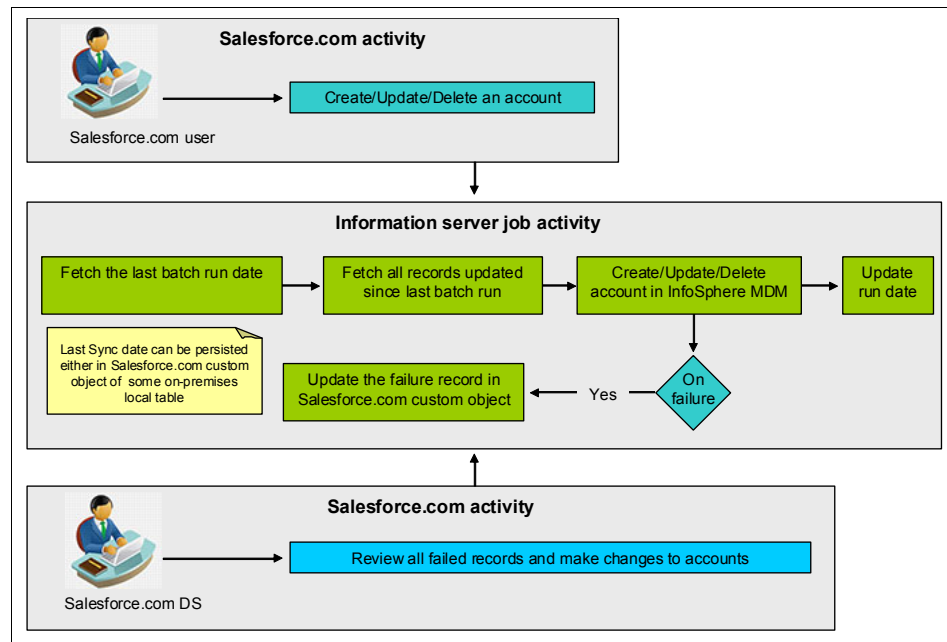 Salesforce.com activity
Create/Update/Delete an account
Salesforce.com user
Information server job activity
Fetch the last batch run date
Fetch all records updated
since last batch run
Create/Update/Delete
account in InfoSphere MDM
Update
run date
Last Sync date can be persisted
either in Salesforce.com custom
object of some on-premises
local table
Update the failure record in
Salesforce.com custom object
Yes
On
failure
Salesforce.com activity
Review all failed records and make changes to accounts
Salesforce.com DS